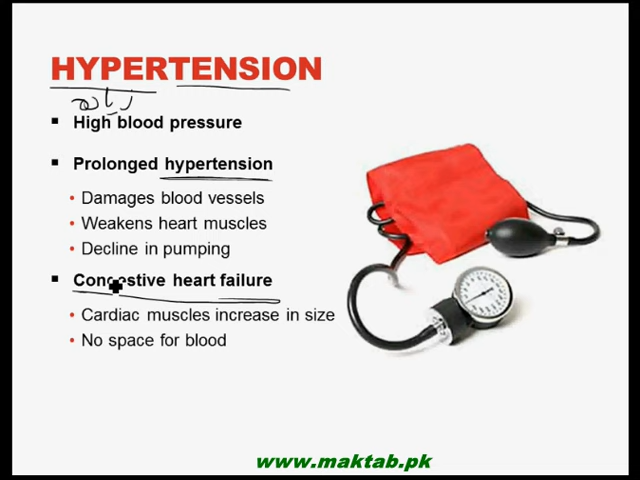 HYPERTENSION
High blood pressure
Prolonged hypertension
Damages blood vessels
Weakens heart muscles
Decline in pumping
Congestive heart failure
Cardiac muscles increase in size
No space for blood
www.maktab.pk